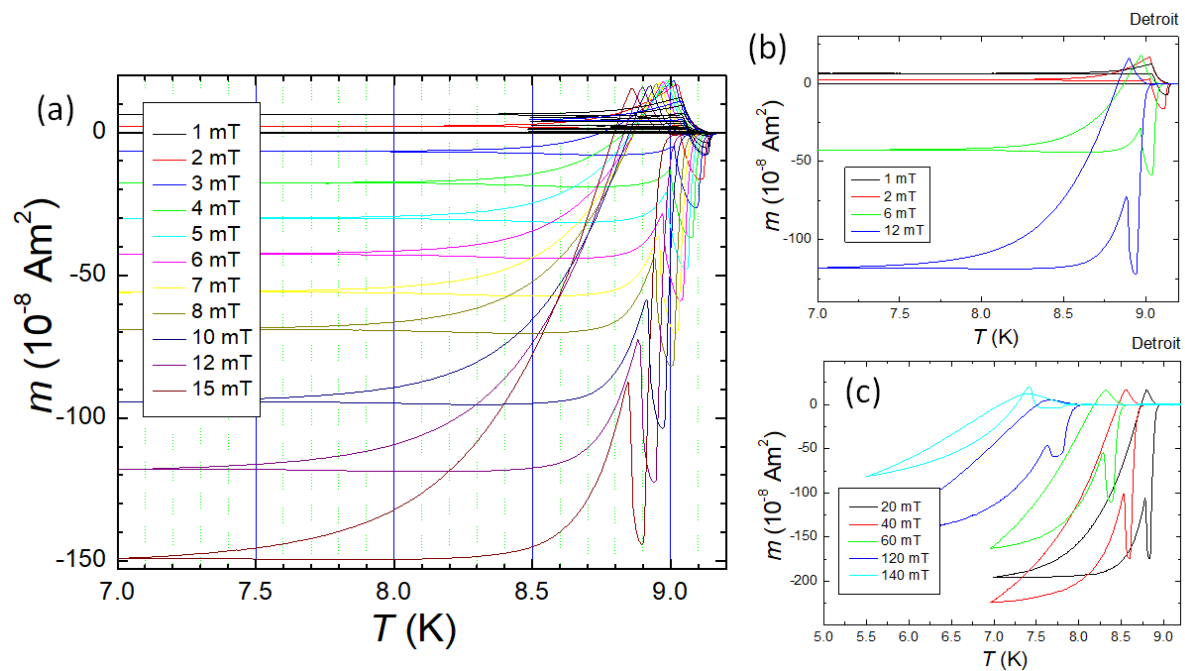 (a)
0
-50
-100
-150
m (10⁻⁸ Am²)
1 mT
2 mT
3 mT
4 mT
5 mT
6 mT
7 mT
8 mT
10 mT
12 mT
15 mT
7.0 7.5 8.0 8.5 9.0
T (K)
Detroit
(b)
0
-50
-100
m (10⁻⁸ Am²)
1 mT
2 mT
6 mT
12 mT
7.0 7.5 8.0 8.5 9.0
T (K)
Detroit
(c)
0
-50
-100
-150
-200
m (10⁻⁸ Am²)
20 mT
40 mT
60 mT
120 mT
140 mT
5.0 5.5 6.0 6.5 7.0 7.5 8.0 8.5 9.0
T (K)